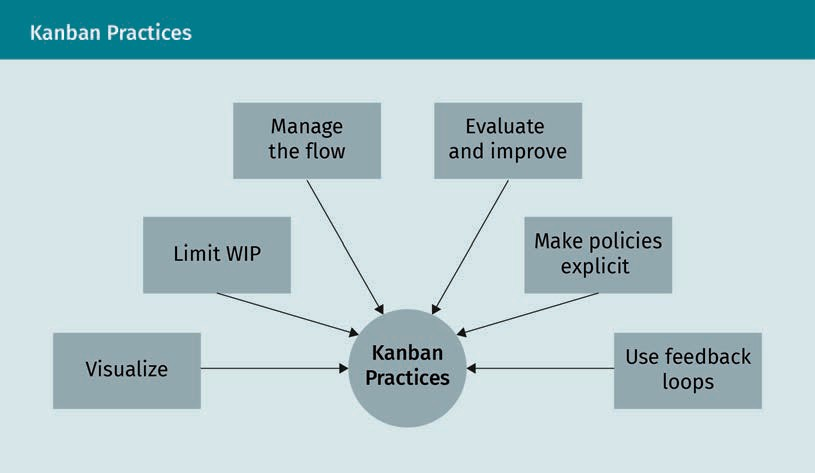 Kanban Practices
Manage
the flow
Evaluate
and improve
Limit WIP
Make policies
explicit
Visualize
Kanban
Practices
Use feedback
loops